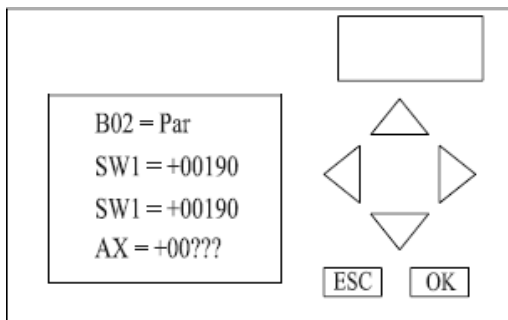 B02 = Par
SW1 = +00190
SW1 = +00190
AX = +00???
ESC OK